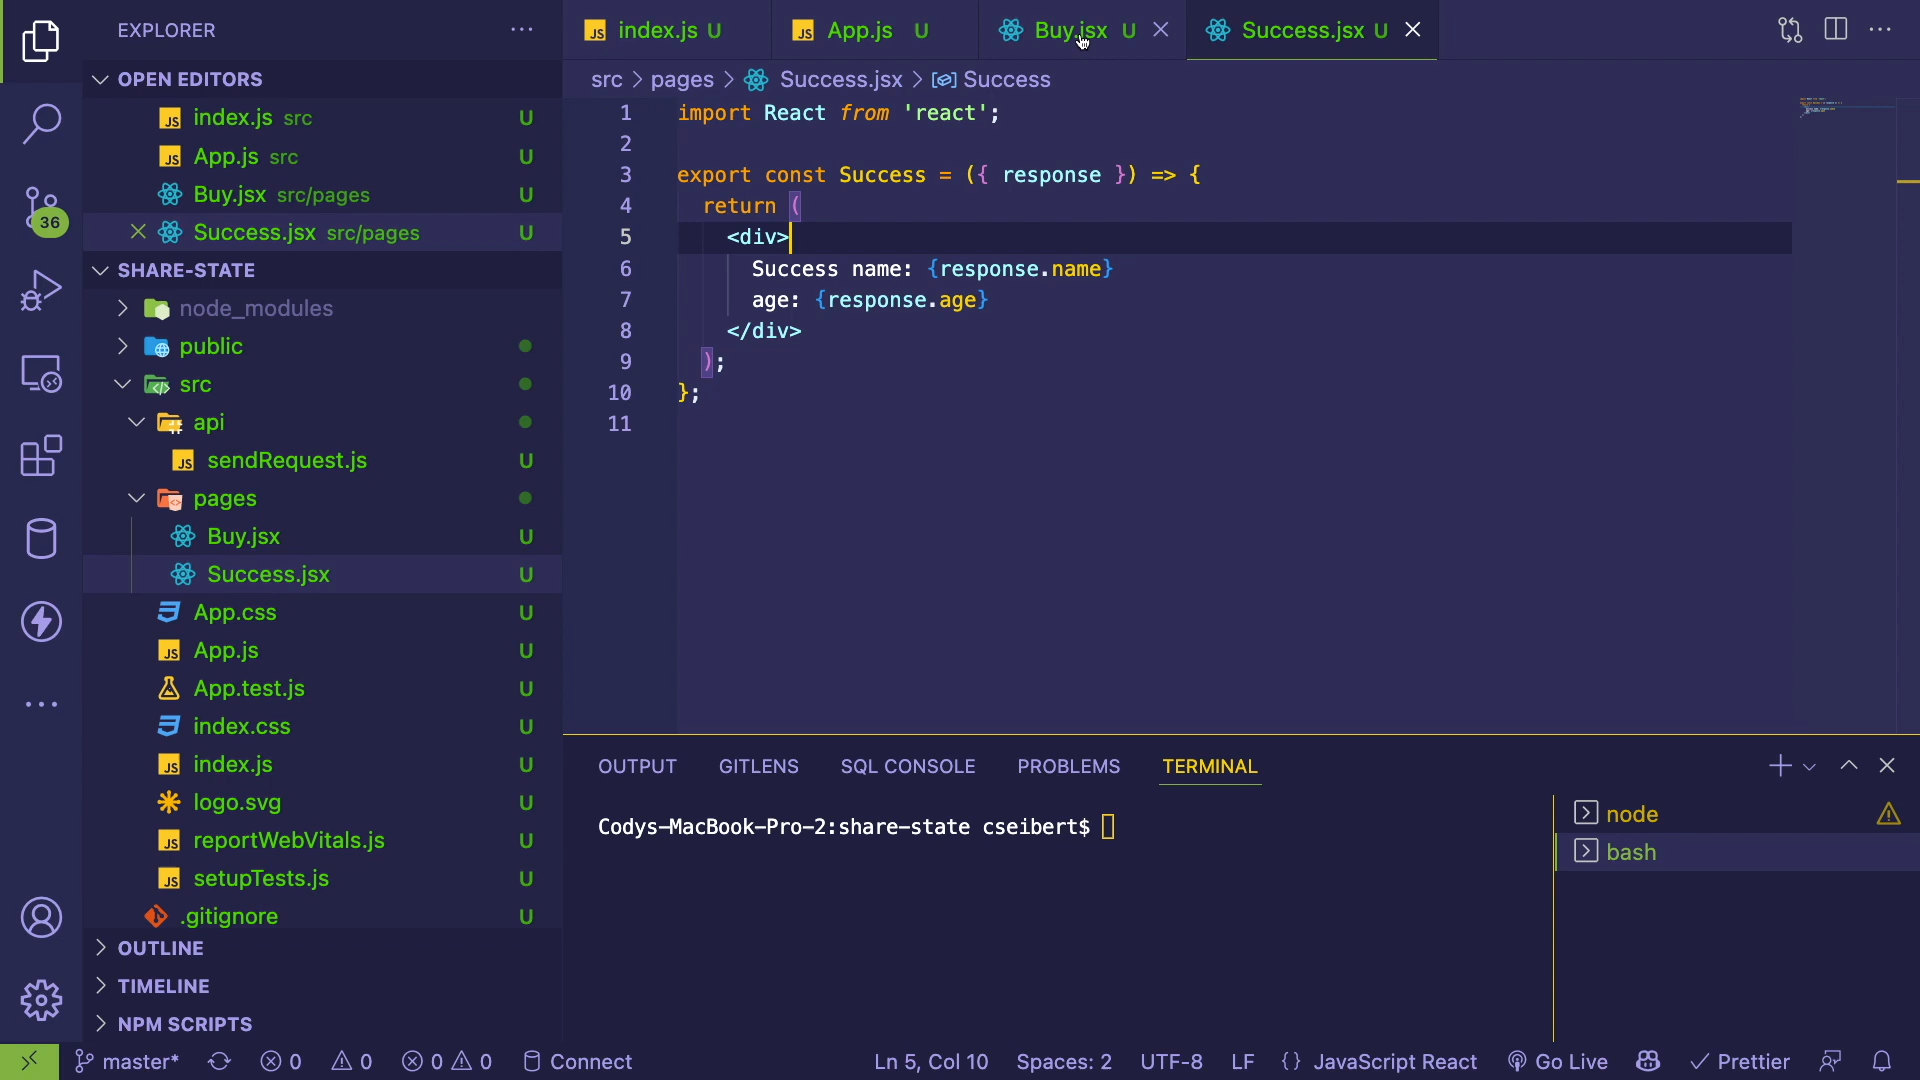 EXPLORER
OPEN EDITORS
index.js src U
App.js src U
Buy.jsx src/pages U
Success.jsx src/pages U
SHARE-STATE
node_modules
public
src
api
sendRequest.js U
pages
Buy.jsx U
Success.jsx U
App.css U
App.js U
App.test.js U
index.css U
index.js U
logo.svg U
reportWebVitals.js U
setupTests.js U
.gitignore U
OUTLINE
TIMELINE
NPM SCRIPTS
36
index.js U
App.js U
Buy.jsx U
Success.jsx U
src > pages > Success.jsx > Success
1 import React from 'react';
2
3 export const Success = ({ response }) => {
4 return (
5 <div>
6 Success name: {response.name}
7 age: {response.age}
8 </div>
9 );
10 };
11
OUTPUT GITLENS SQL CONSOLE PROBLEMS TERMINAL
Codys-MacBook-Pro-2:share-state cseibert$
node
bash
master* 0 0 0 0 Connect Ln 5, Col 10 Spaces: 2 UTF-8 LF {} JavaScript React Go Live Prettier